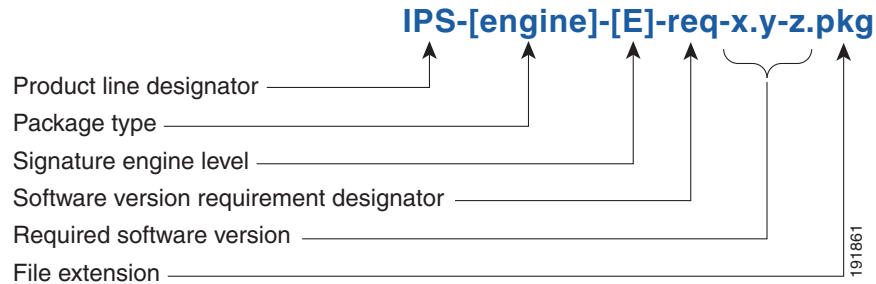 IPS-[engine]-[E]-req-x.y-z.pkg
Product line designator
Package type
Signature engine level
Software version requirement designator
Required software version
File extension
191861